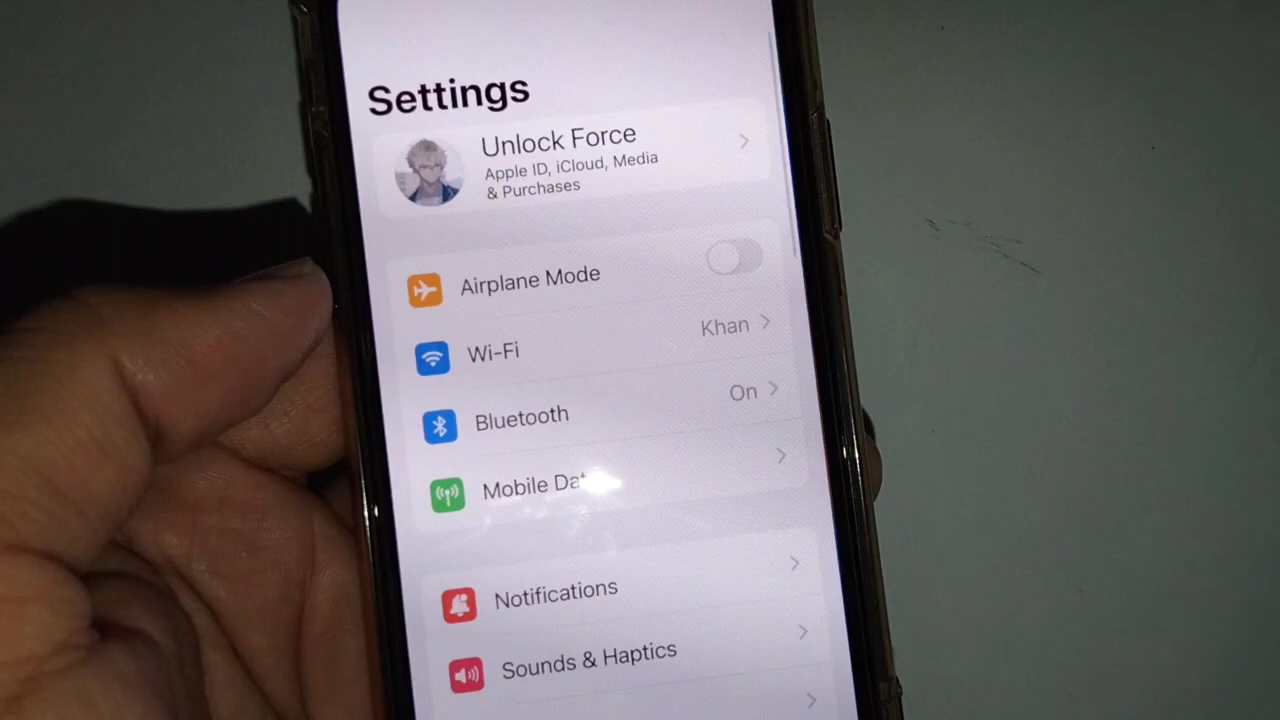 Settings
Unlock Force
Apple ID, iCloud, Media
& Purchases
Airplane Mode
Wi-Fi Khan
Bluetooth On
Mobile
Notifications
Sounds & Haptics